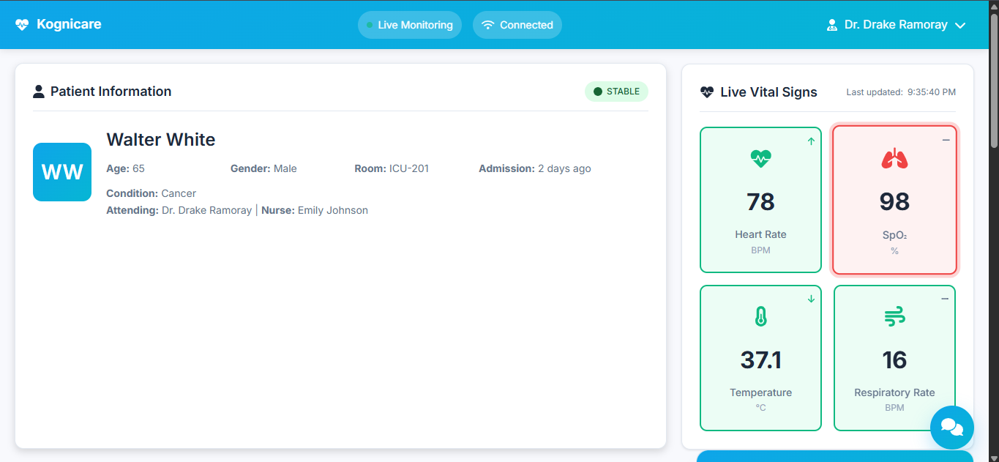 Kognicare
Live Monitoring
Connected
Dr. Drake Ramoray
Patient Information
STABLE
WW
Walter White
Age: 65 Gender: Male Room: ICU-201 Admission: 2 days ago
Condition: Cancer
Attending: Dr. Drake Ramoray | Nurse: Emily Johnson
Live Vital Signs
Last updated: 9:35:40 PM
78
Heart Rate
BPM
98
SpO₂
%
37.1
Temperature
°C
16
Respiratory Rate
BPM